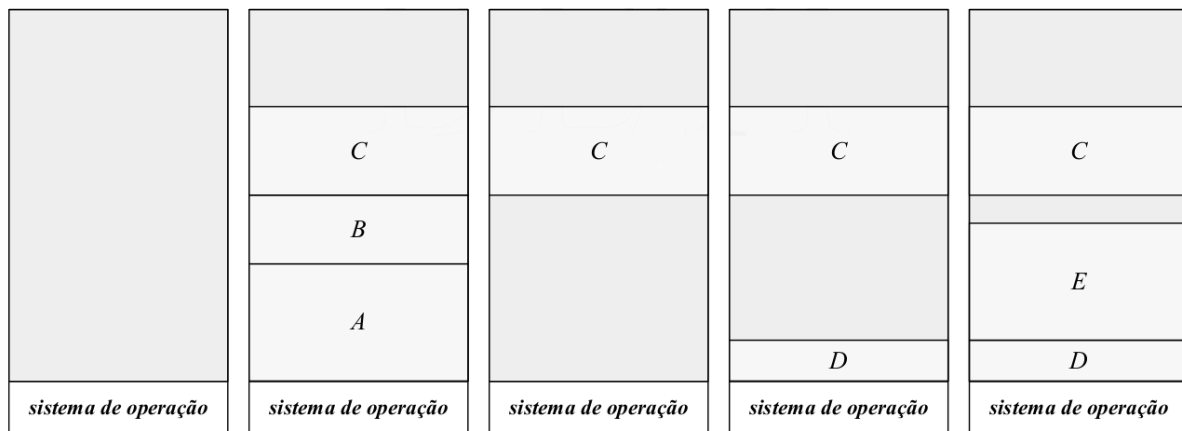 sistema de operação
C
B
A
sistema de operação
C
sistema de operação
C
D
sistema de operação
C
E
D
sistema de operação